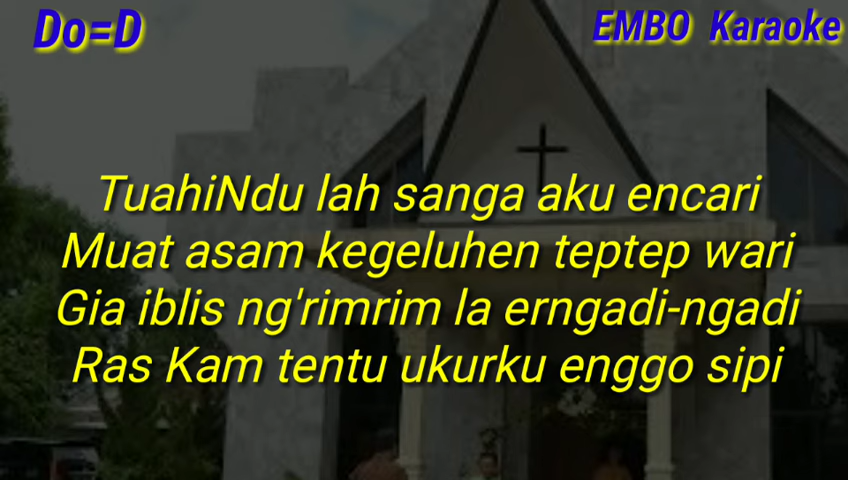 Do=D
EMBO Karaoke
TuahiNdu lah sanga aku encari
Muat asam kegeluhen teptep wari
Gia iblis ng'rimrim la erngadi-ngadi
Ras Kam tentu ukurku enggo sipi